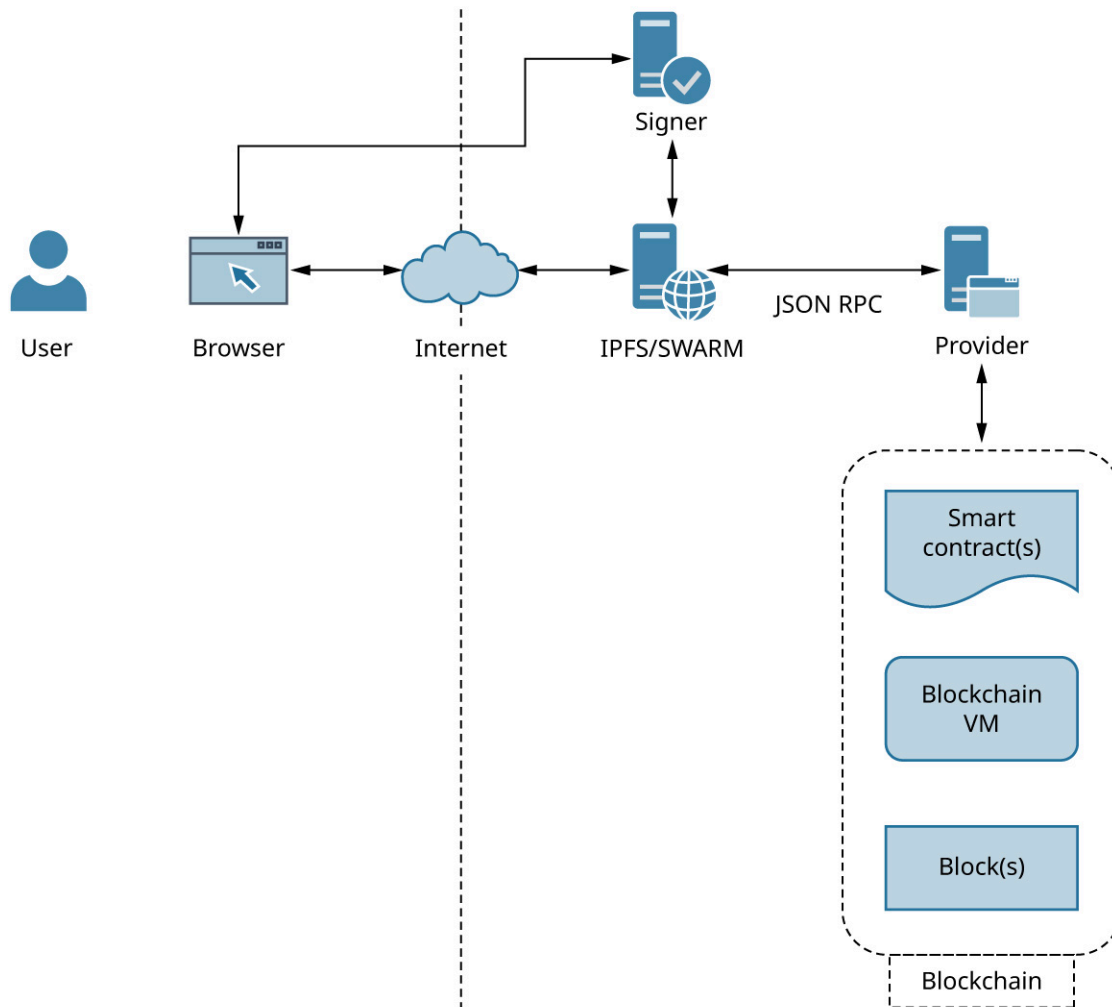 Signer
User
Browser
Internet
IPFS/SWARM
JSON RPC
Provider
Smart
contract(s)
Blockchain
VM
Block(s)
Blockchain